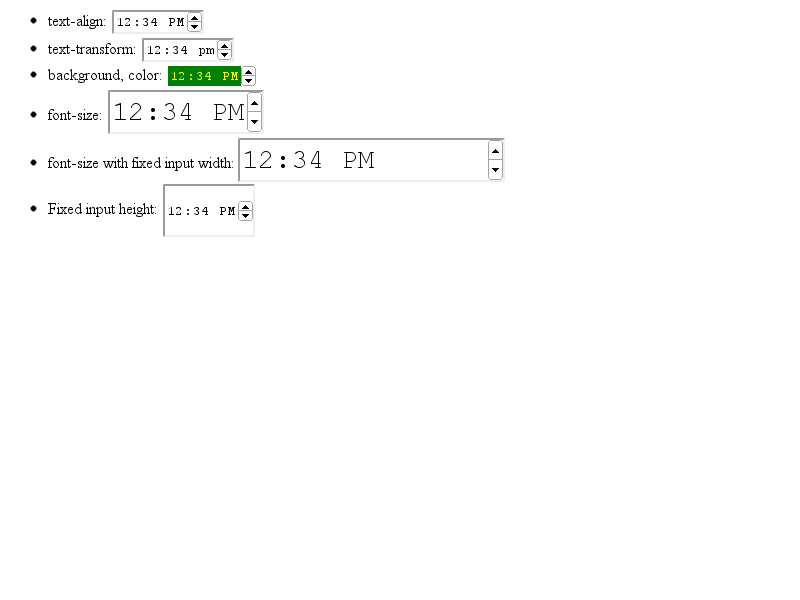 text-align: 12:34 PM
text-transform: 12:34 pm
background, color: 12:34 PM
font-size: 12:34 PM
font-size with fixed input width: 12:34 PM
Fixed input height: 12:34 PM